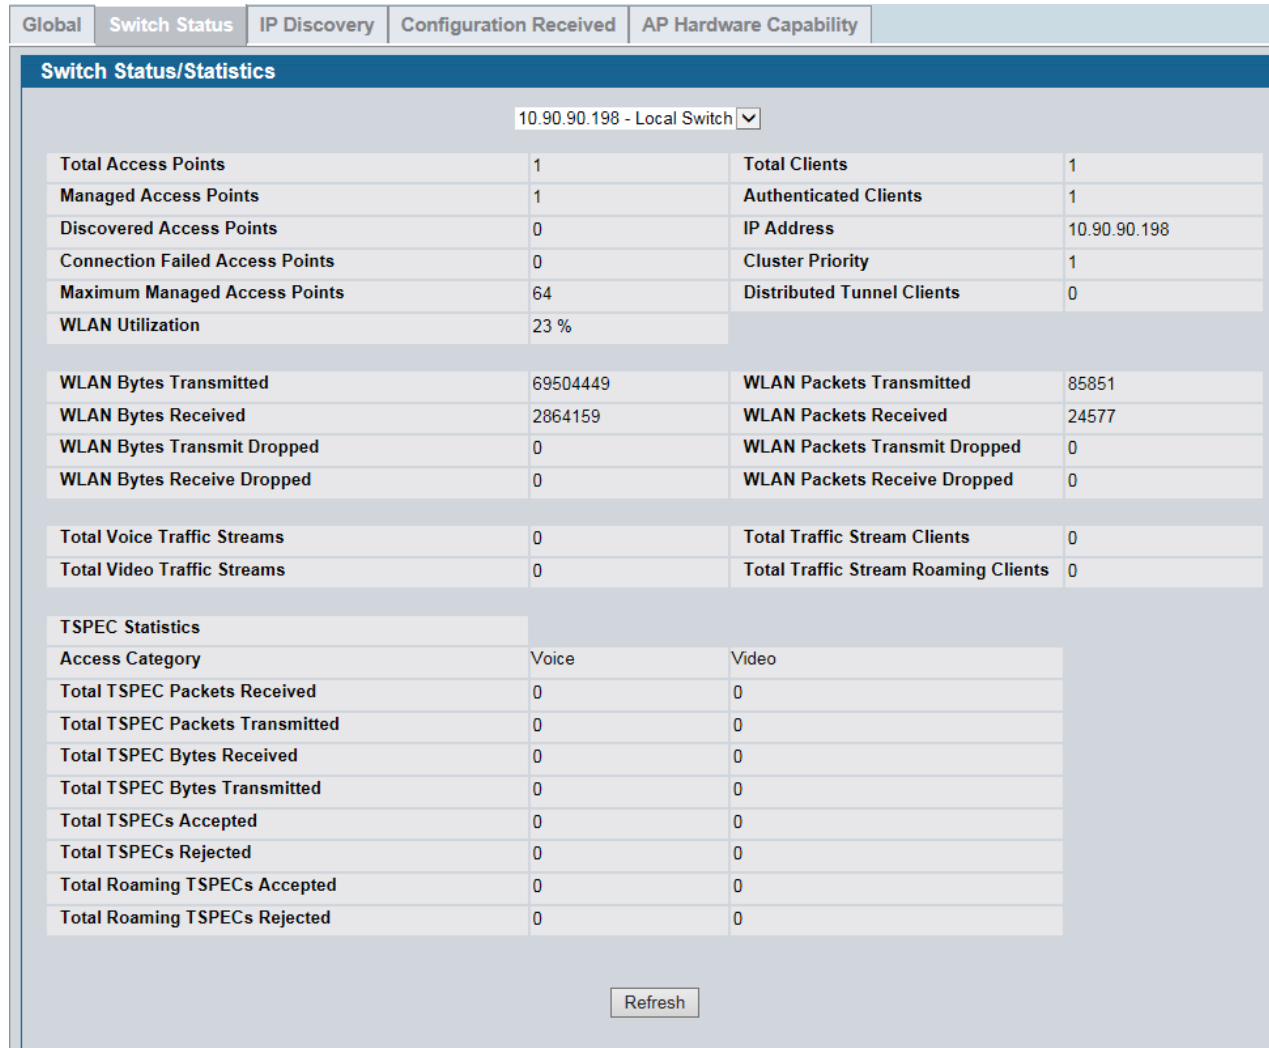 Global Switch Status IP Discovery Configuration Received AP Hardware Capability
Switch Status/Statistics
10.90.90.198 - Local Switch
Total Access Points 1 Total Clients 1
Managed Access Points 1 Authenticated Clients 1
Discovered Access Points 0 IP Address 10.90.90.198
Connection Failed Access Points 0 Cluster Priority 1
Maximum Managed Access Points 64 Distributed Tunnel Clients 0
WLAN Utilization 23 %
WLAN Bytes Transmitted 69504449 WLAN Packets Transmitted 85851
WLAN Bytes Received 2864159 WLAN Packets Received 24577
WLAN Bytes Transmit Dropped 0 WLAN Packets Transmit Dropped 0
WLAN Bytes Receive Dropped 0 WLAN Packets Receive Dropped 0
Total Voice Traffic Streams 0 Total Traffic Stream Clients 0
Total Video Traffic Streams 0 Total Traffic Stream Roaming Clients 0
TSPEC Statistics
Access Category Voice Video
Total TSPEC Packets Received 0 0
Total TSPEC Packets Transmitted 0 0
Total TSPEC Bytes Received 0 0
Total TSPEC Bytes Transmitted 0 0
Total TSPECs Accepted 0 0
Total TSPECs Rejected 0 0
Total Roaming TSPECs Accepted 0 0
Total Roaming TSPECs Rejected 0 0
Refresh